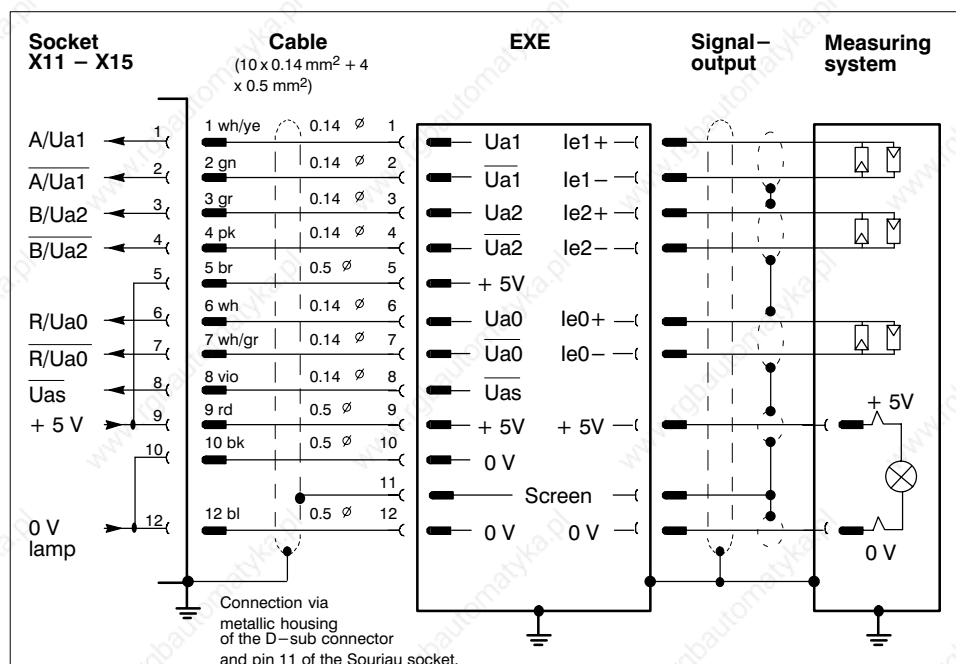 Socket
X11 – X15
Cable
(10 x 0.14 mm² + 4
x 0.5 mm²)
EXE
Signal–
output
Measuring
system
A/Ua1 1 1 wh/ye 0.14 ⌀ 1 Ua1 Ie1+
A/Ua1 2 2 gn 0.14 ⌀ 2 Ua1 Ie1–
B/Ua2 3 3 gr 0.14 ⌀ 3 Ua2 Ie2+
B/Ua2 4 4 pk 0.14 ⌀ 4 Ua2 Ie2–
5 5 br 0.5 ⌀ 5 + 5V
R/Ua0 6 6 wh 0.14 ⌀ 6 Ua0 Ie0+
R/Ua0 7 7 wh/gr 0.14 ⌀ 7 Ua0 Ie0–
Uas 8 8 vio 0.14 ⌀ 8 Uas
+ 5 V 9 9 rd 0.5 ⌀ 9 + 5V + 5V + 5V
10 10 bk 0.5 ⌀ 10 0 V
11 Screen
0 V 12 12 bl 0.5 ⌀ 12 0 V 0 V
lamp
0 V
Connection via
metallic housing
of the D–sub connector
and pin 11 of the Souriau socket.
www.rgbautomatyka.pl